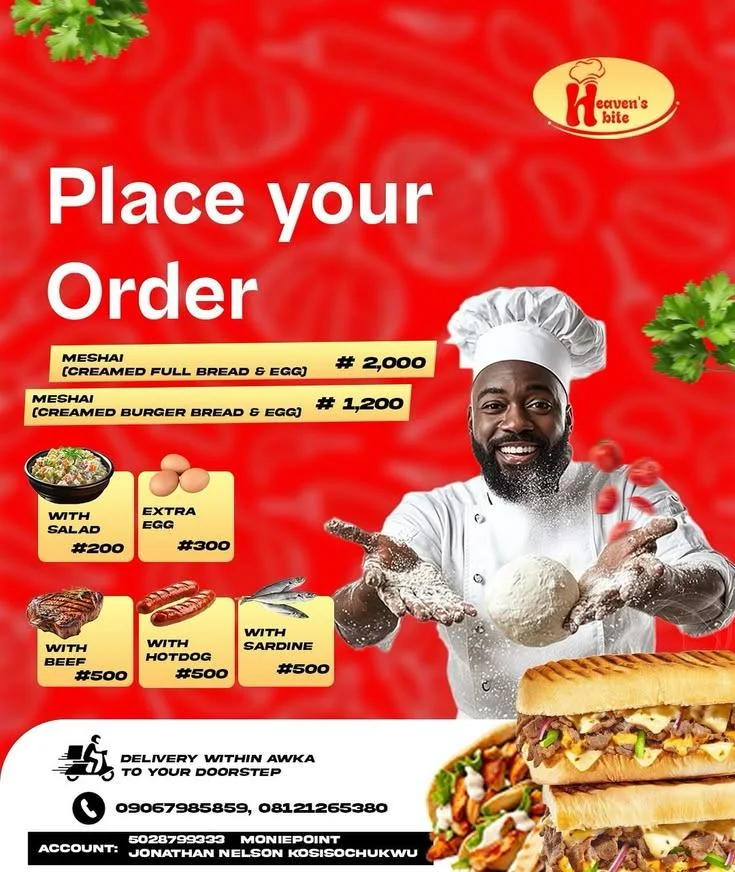 Heaven's
bite
Place your
Order
MESHAI
(CREAMED FULL BREAD & EGG) # 2,000
MESHAI
(CREAMED BURGER BREAD & EGG) # 1,200
WITH
SALAD
#200
EXTRA
EGG
#300
WITH
BEEF
#500
WITH
HOTDOG
#500
WITH
SARDINE
#500
DELIVERY WITHIN AWKA
TO YOUR DOORSTEP
09067985859, 08121265380
ACCOUNT: 5028799333 MONIEPOINT
JONATHAN NELSON KOSISOCHUKWU